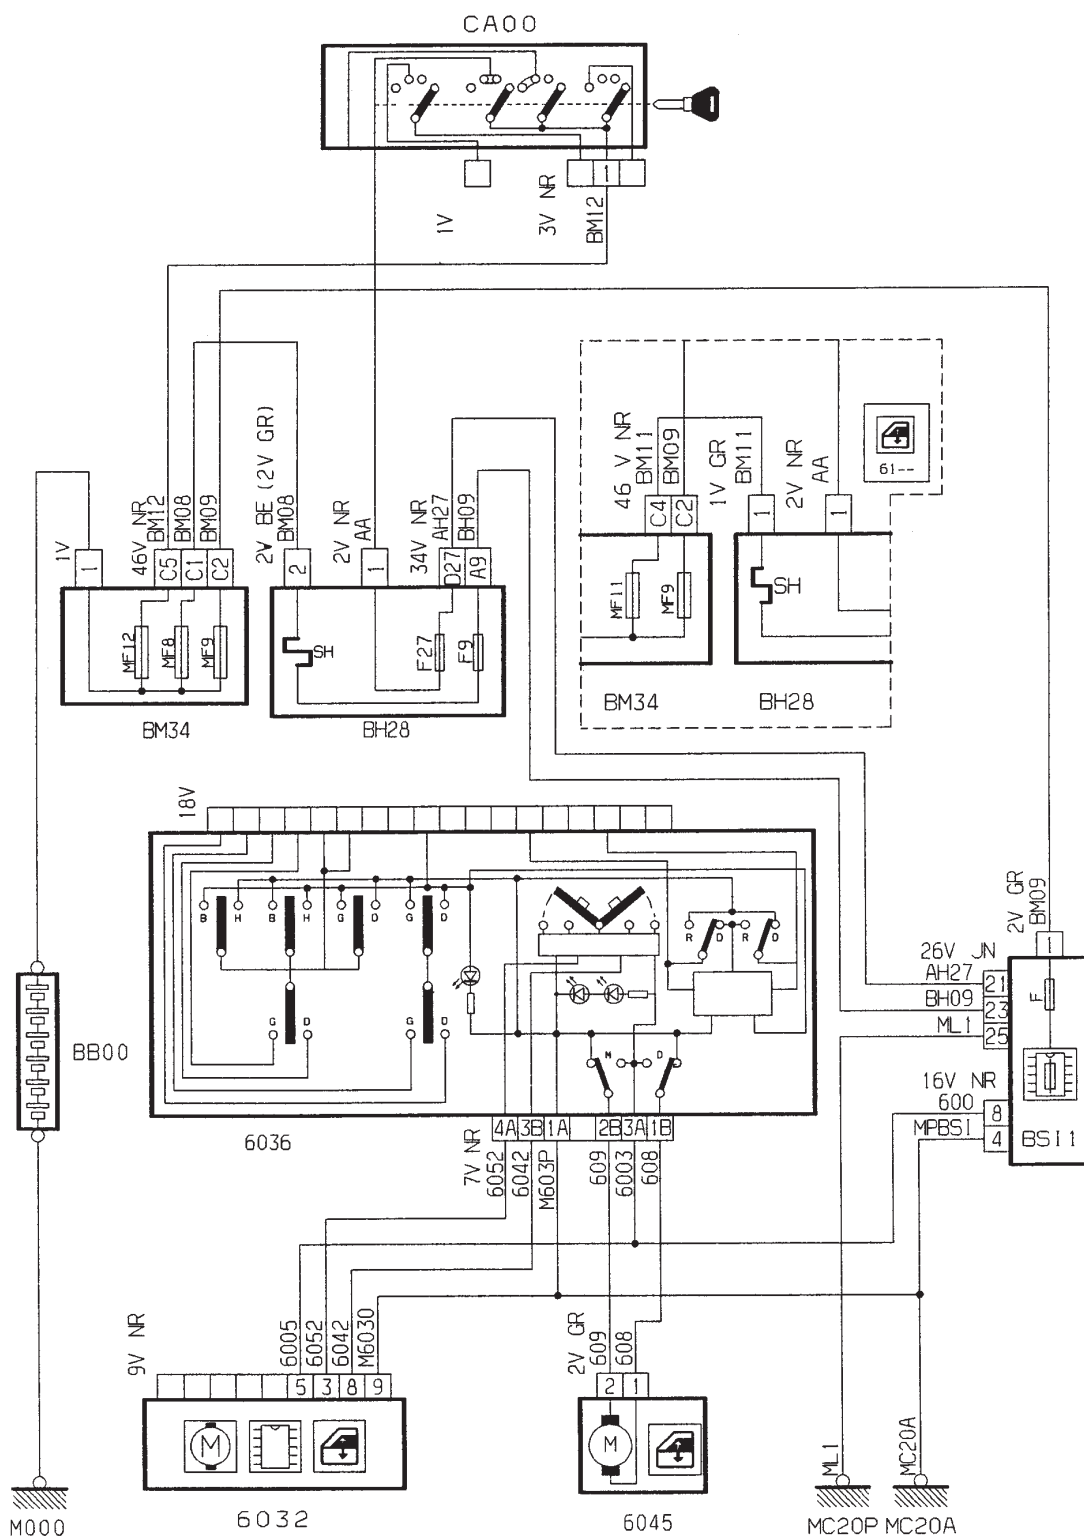 CA00
1V
3V NR
1
BM12
46 V NR
BM11
BM09
1V GR
BM11
2V NR
AA
61--
C4
C2
1
1
MF11
MF9
SH
BM34
BH28
1V
46V NR
BM12
BM08
BM09
2V BE (2V GR)
BM08
2V NR
AA
34V NR
AH27
BH09
1
C5
C1
C2
2
1
D27
A9
MF12
MF8
MF9
SH
F27
F9
BM34
BH28
18V
B
H
B
H
G
D
G
D
R
D
R
D
G
D
G
D
M
D
BB00
2V GR
BM09
1
26V JN
AH27
21
BH09
23
ML1
25
F
16V NR
600
8
MPBSI
4
BSI1
6036
4A
3B
1A
2B
3A
1B
7V NR
6052
6042
M603P
609
6003
608
9V NR
6005
6052
6042
M6030
5
3
8
9
M
6032
2V GR
609
608
2
1
M
6045
ML1
MC20A
M000
MC20P
MC20A